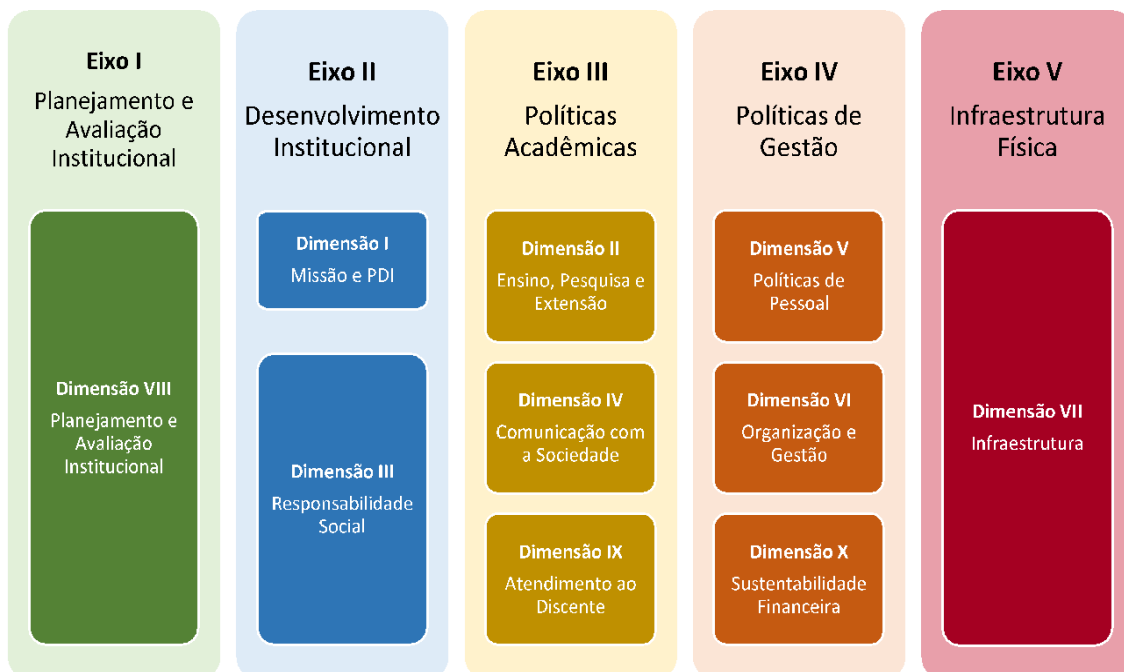 Eixo I
Planejamento e
Avaliação
Institucional
Dimensão VIII
Planejamento e
Avaliação
Institucional
Eixo II
Desenvolvimento
Institucional
Dimensão I
Missão e PDI
Dimensão III
Responsabilidade
Social
Eixo III
Políticas
Acadêmicas
Dimensão II
Ensino, Pesquisa e
Extensão
Dimensão IV
Comunicação com
a Sociedade
Dimensão IX
Atendimento ao
Discente
Eixo IV
Políticas de
Gestão
Dimensão V
Políticas de
Pessoal
Dimensão VI
Organização e
Gestão
Dimensão X
Sustentabilidade
Financeira
Eixo V
Infraestrutura
Física
Dimensão VII
Infraestrutura